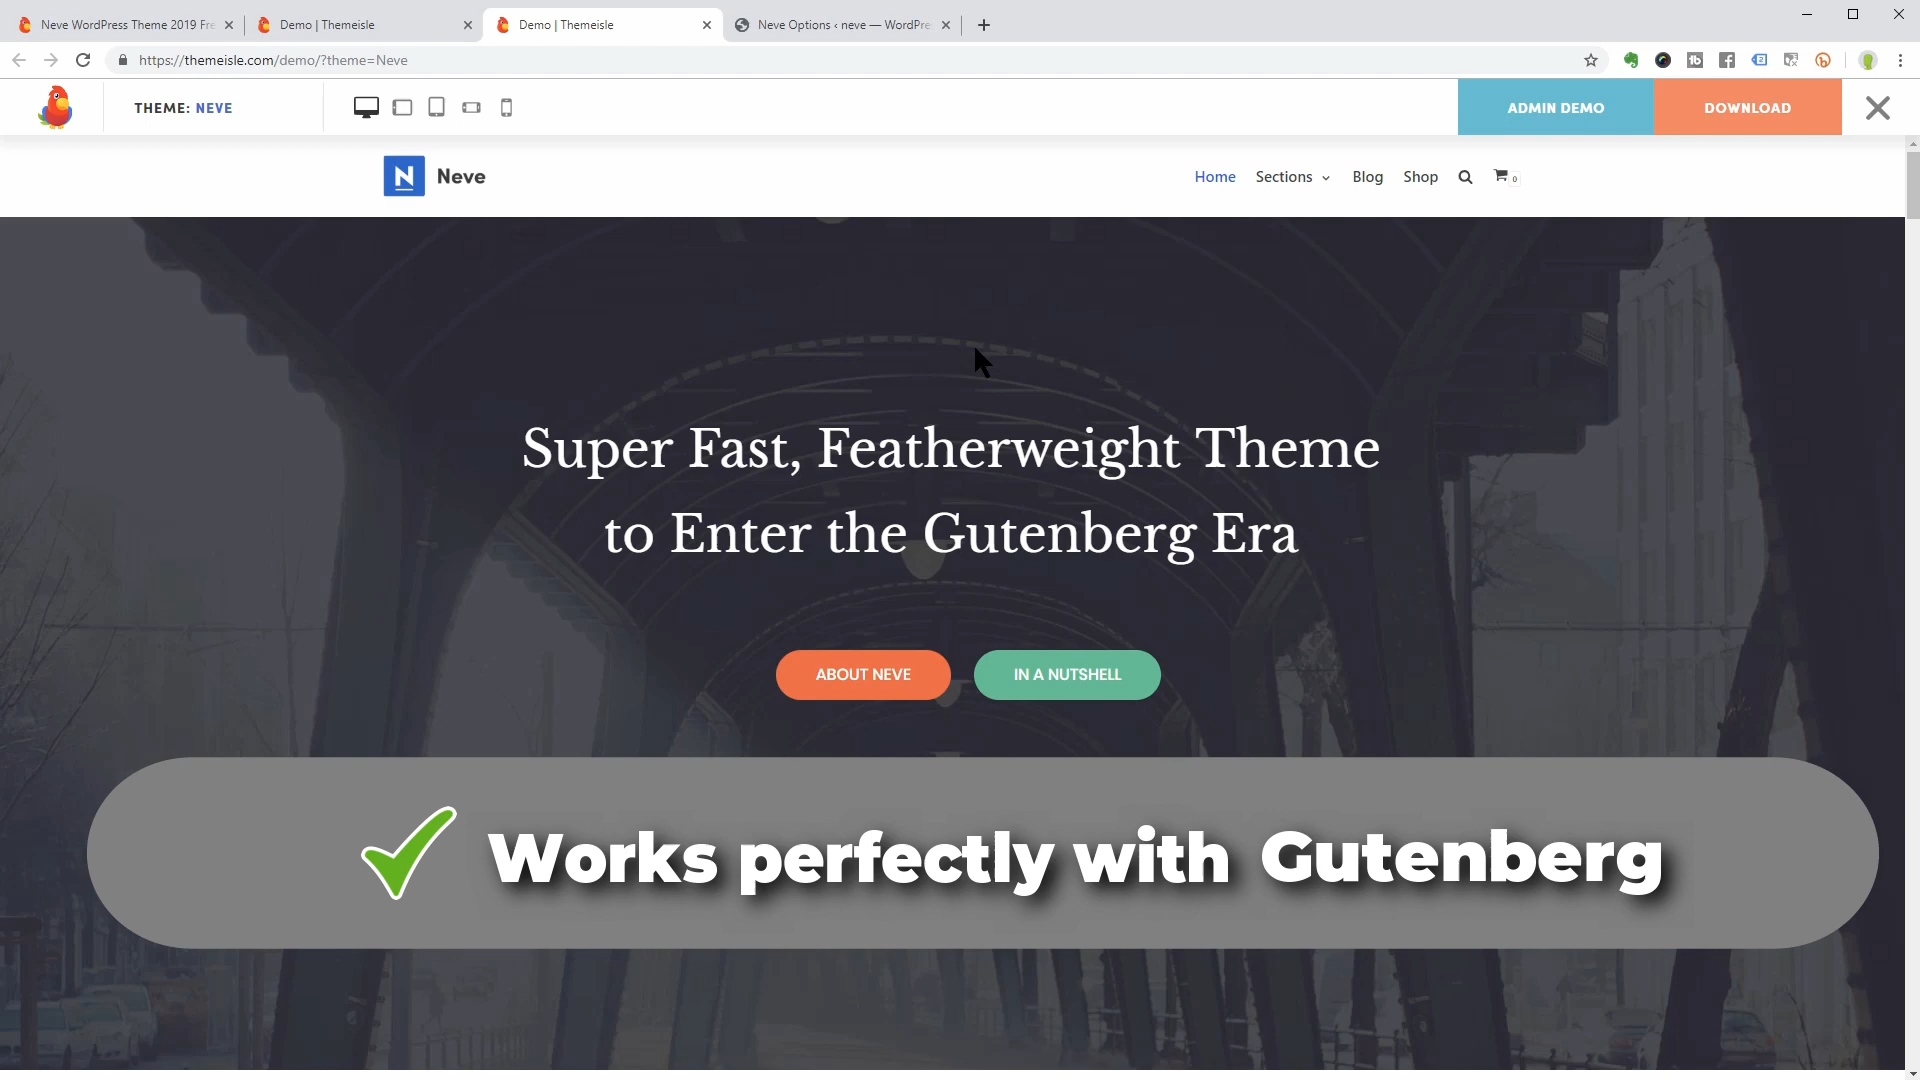 Neve WordPress Theme 2019 Fre
Demo | Themeisle
Demo | Themeisle
Neve Options ‹ neve — WordPre
https://themeisle.com/demo/?theme=Neve
THEME: NEVE
ADMIN DEMO
DOWNLOAD
N Neve
Home
Sections
Blog
Shop
0
Super Fast, Featherweight Theme
to Enter the Gutenberg Era
ABOUT NEVE
IN A NUTSHELL
Works perfectly with Gutenberg